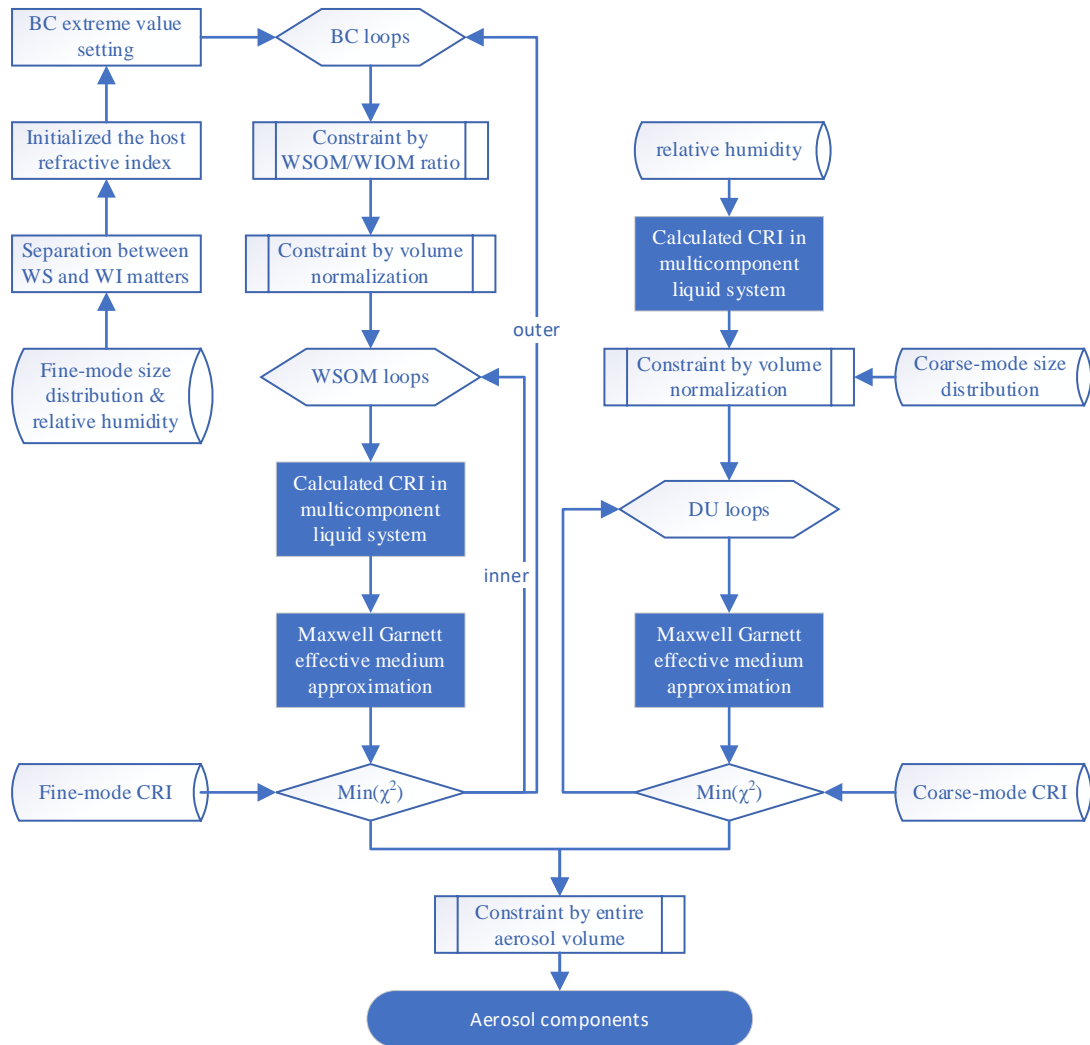 BC extreme value
setting
BC loops
Initialized the host
refractive index
Constraint by
WSOM/WIOM ratio
relative humidity
Separation between
WS and WI matters
Constraint by volume
normalization
Calculated CRI in
multicomponent
liquid system
outer
Fine-mode size
distribution &
relative humidity
WSOM loops
Constraint by volume
normalization
Coarse-mode size
distribution
Calculated CRI in
multicomponent
liquid system
DU loops
inner
Maxwell Garnett
effective medium
approximation
Maxwell Garnett
effective medium
approximation
Fine-mode CRI
Min(χ²)
Min(χ²)
Coarse-mode CRI
Constraint by entire
aerosol volume
Aerosol components